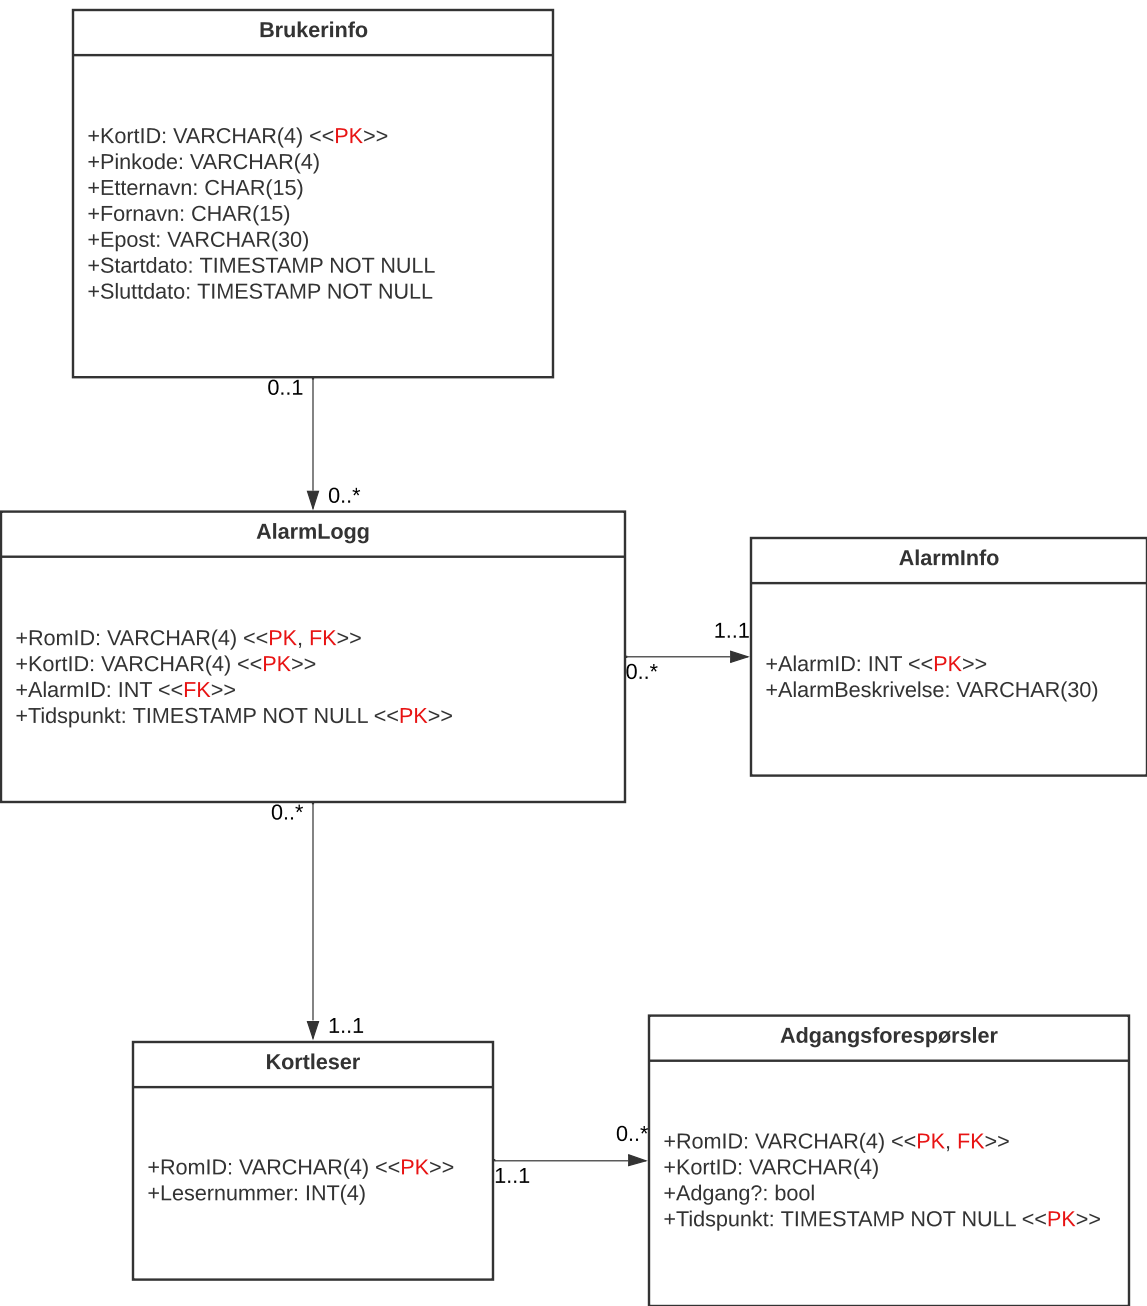 Brukerinfo
+KortID: VARCHAR(4) <<PK>>
+Pinkode: VARCHAR(4)
+Etternavn: CHAR(15)
+Fornavn: CHAR(15)
+Epost: VARCHAR(30)
+Startdato: TIMESTAMP NOT NULL
+Sluttdato: TIMESTAMP NOT NULL
0..1
0..*
AlarmLogg
+RomID: VARCHAR(4) <<PK, FK>>
+KortID: VARCHAR(4) <<PK>>
+AlarmID: INT <<FK>>
+Tidspunkt: TIMESTAMP NOT NULL <<PK>>
0..*
1..1
AlarmInfo
+AlarmID: INT <<PK>>
+AlarmBeskrivelse: VARCHAR(30)
0..*
1..1
Kortleser
+RomID: VARCHAR(4) <<PK>>
+Lesernummer: INT(4)
1..1
0..*
Adgangsforespørsler
+RomID: VARCHAR(4) <<PK, FK>>
+KortID: VARCHAR(4)
+Adgang?: bool
+Tidspunkt: TIMESTAMP NOT NULL <<PK>>